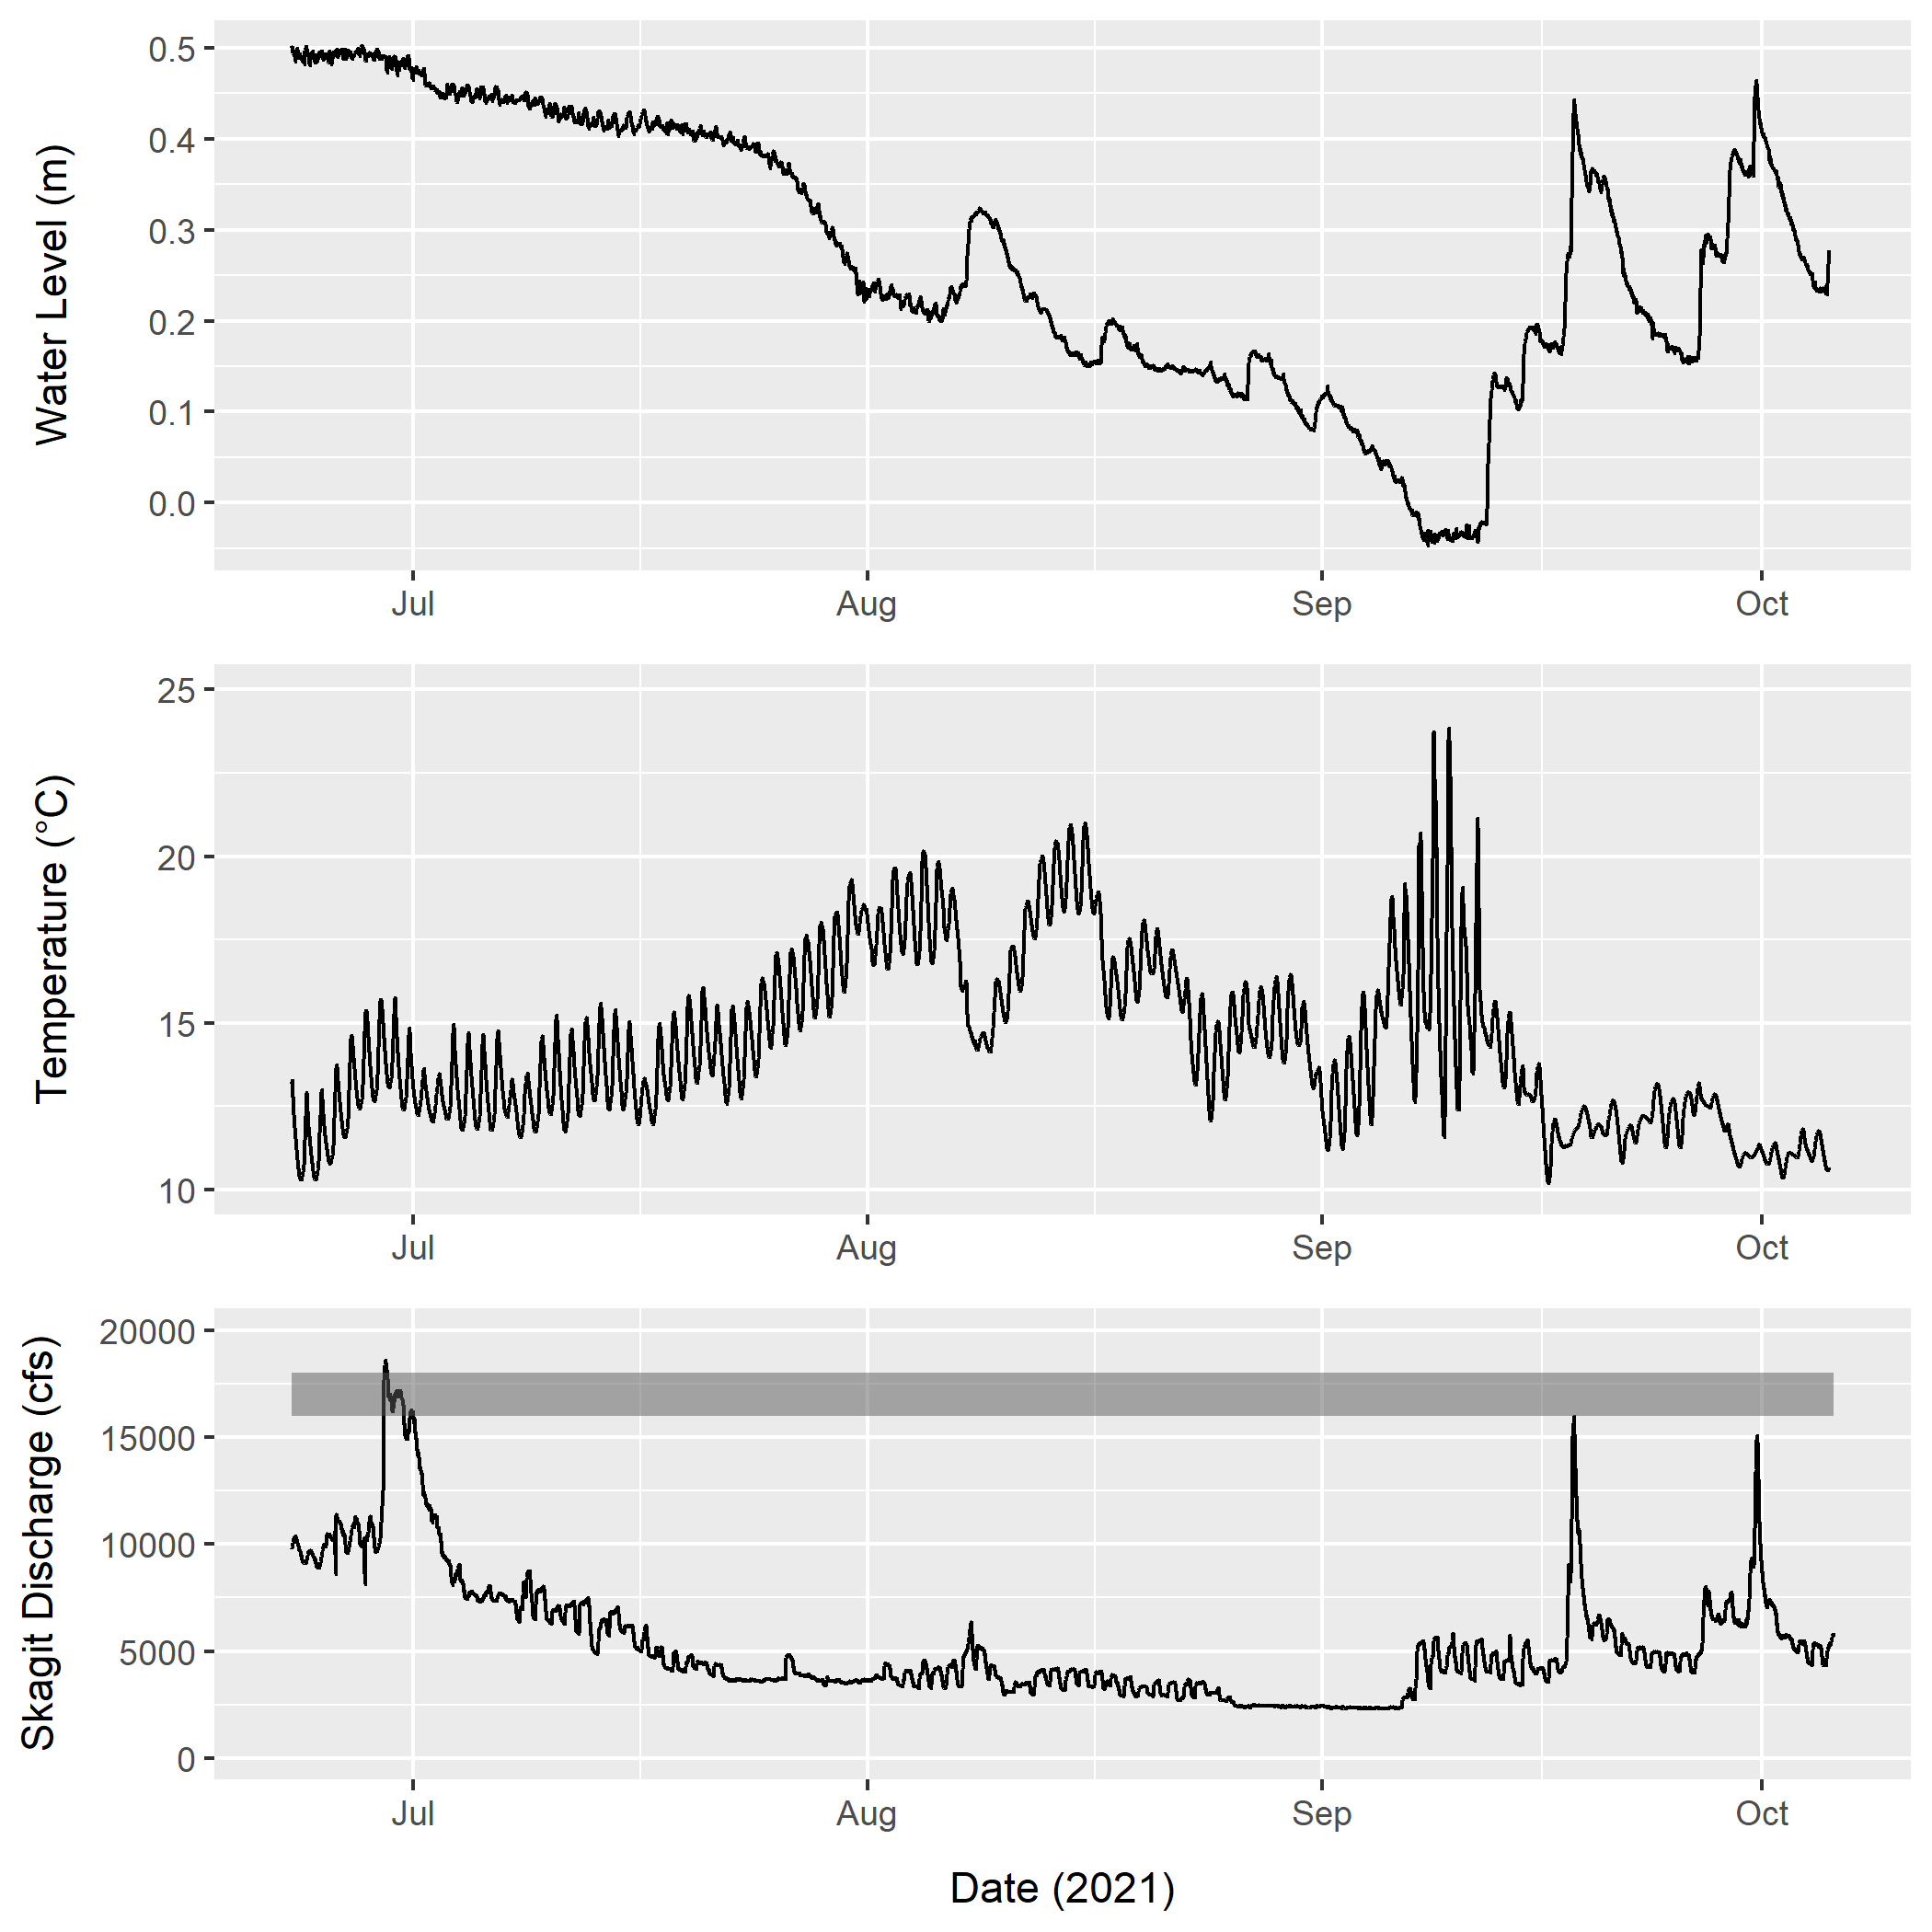 Water Level (m)
0.5
0.4
0.3
0.2
0.1
0.0
Jul Aug Sep Oct
Temperature (°C)
25
20
15
10
Jul Aug Sep Oct
Skagit Discharge (cfs)
20000
15000
10000
5000
0
Jul Aug Sep Oct
Date (2021)